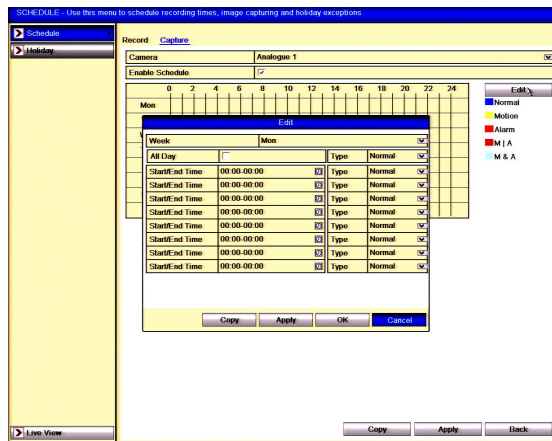 SCHEDULE - Use this menu to schedule recording times, image capturing and holiday exceptions
Schedule
Holiday
Record Capture
Camera Analogue 1
Enable Schedule
0 2 4 6 8 10 12 14 16 18 20 22 24
Edit
Mon
Normal
Motion
Alarm
M | A
M & A
Edit
Week Mon
All Day Type Normal
Start/End Time 00:00-00:00 Type Normal
Start/End Time 00:00-00:00 Type Normal
Start/End Time 00:00-00:00 Type Normal
Start/End Time 00:00-00:00 Type Normal
Start/End Time 00:00-00:00 Type Normal
Start/End Time 00:00-00:00 Type Normal
Start/End Time 00:00-00:00 Type Normal
Start/End Time 00:00-00:00 Type Normal
Copy Apply OK Cancel
Live View
Copy Apply Back